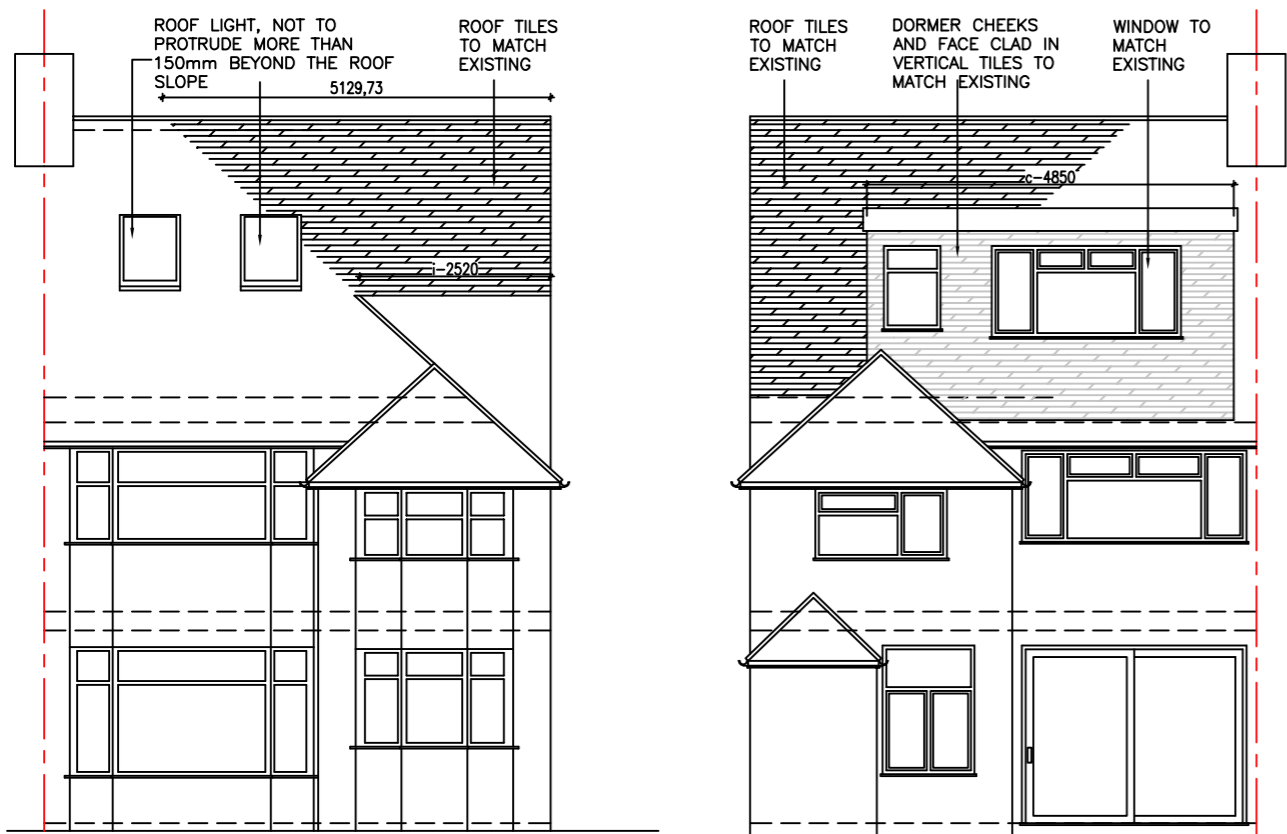 ROOF LIGHT, NOT TO
PROTRUDE MORE THAN
150mm BEYOND THE ROOF
SLOPE
ROOF TILES
TO MATCH
EXISTING
5129,73
i-2520
ROOF TILES
TO MATCH
EXISTING
DORMER CHEEKS
AND FACE CLAD IN
VERTICAL TILES TO
MATCH EXISTING
WINDOW TO
MATCH
EXISTING
c-4850